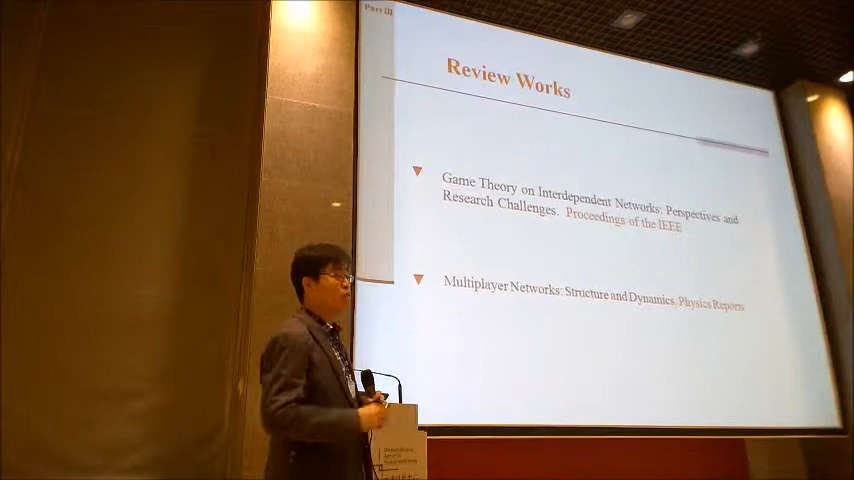 Part III
Review Works
Game Theory on Interdependent Networks: Perspectives and
Research Challenges. Proceedings of the IEEE
Multiplayer Networks: Structure and Dynamics. Physics Reports